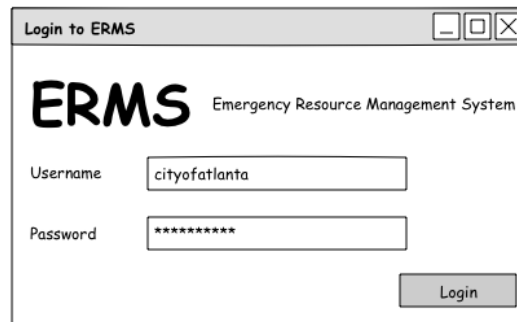 Login to ERMS
ERMS Emergency Resource Management System
Username cityofatlanta
Password **********
Login